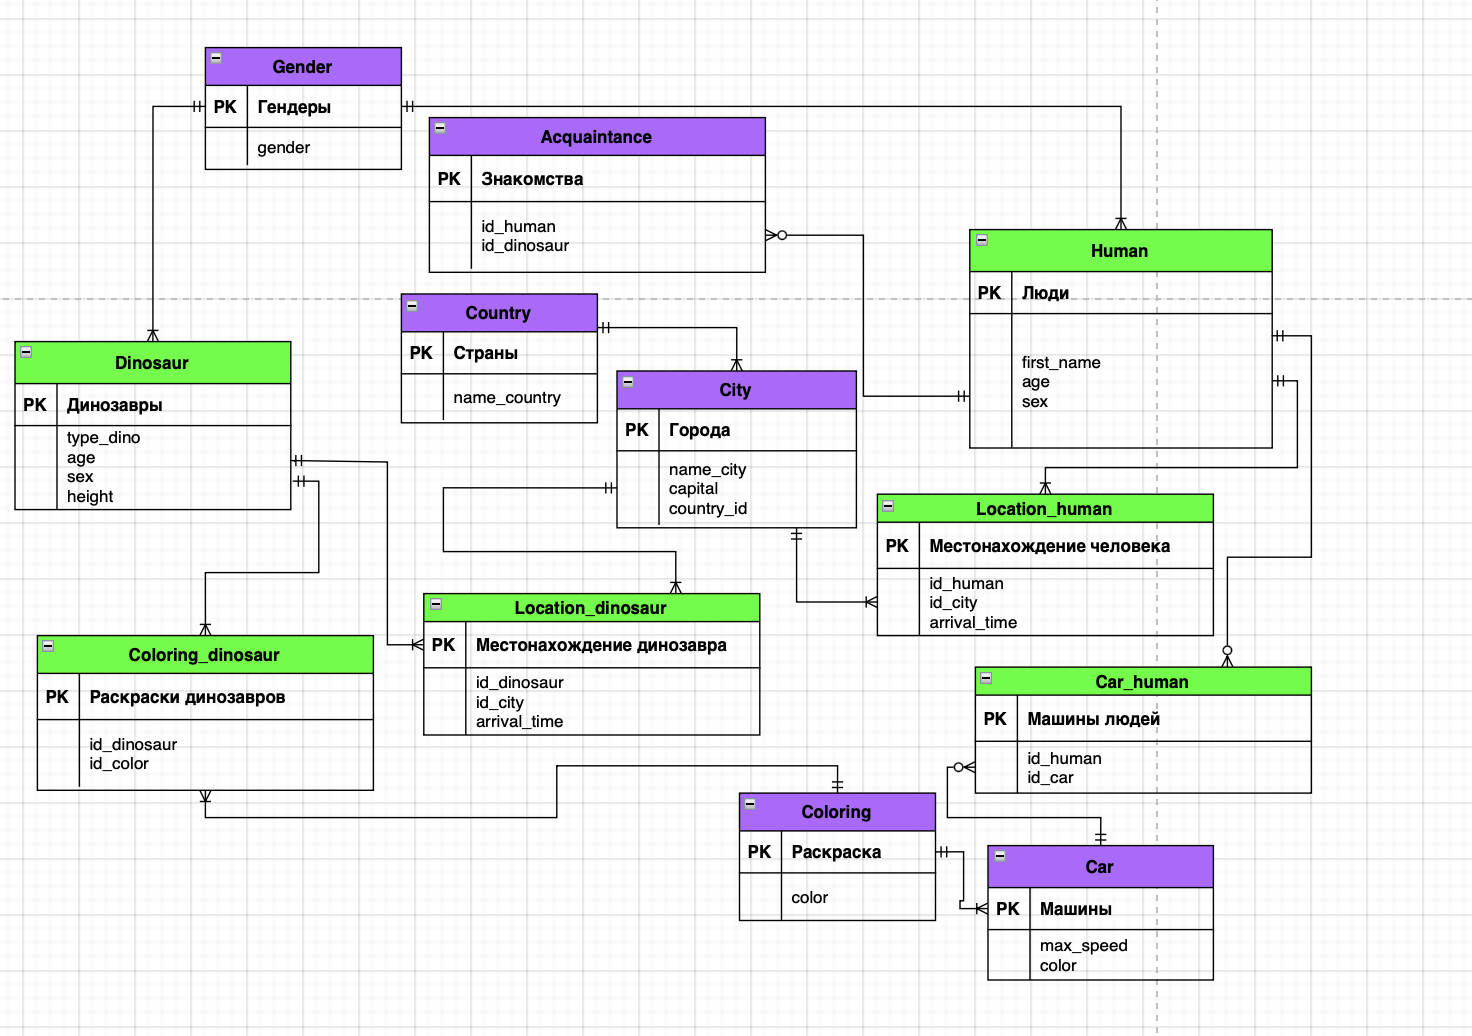 Gender
PK Гендеры
gender
Acquaintance
PK Знакомства
id_human
id_dinosaur
Human
PK Люди
first_name
age
sex
Country
PK Страны
name_country
Dinosaur
PK Динозавры
type_dino
age
sex
height
City
PK Города
name_city
capital
country_id
Location_human
PK Местонахождение человека
id_human
id_city
arrival_time
Location_dinosaur
PK Местонахождение динозавра
id_dinosaur
id_city
arrival_time
Coloring_dinosaur
PK Раскраски динозавров
id_dinosaur
id_color
Car_human
PK Машины людей
id_human
id_car
Coloring
PK Раскраска
color
Car
PK Машины
max_speed
color